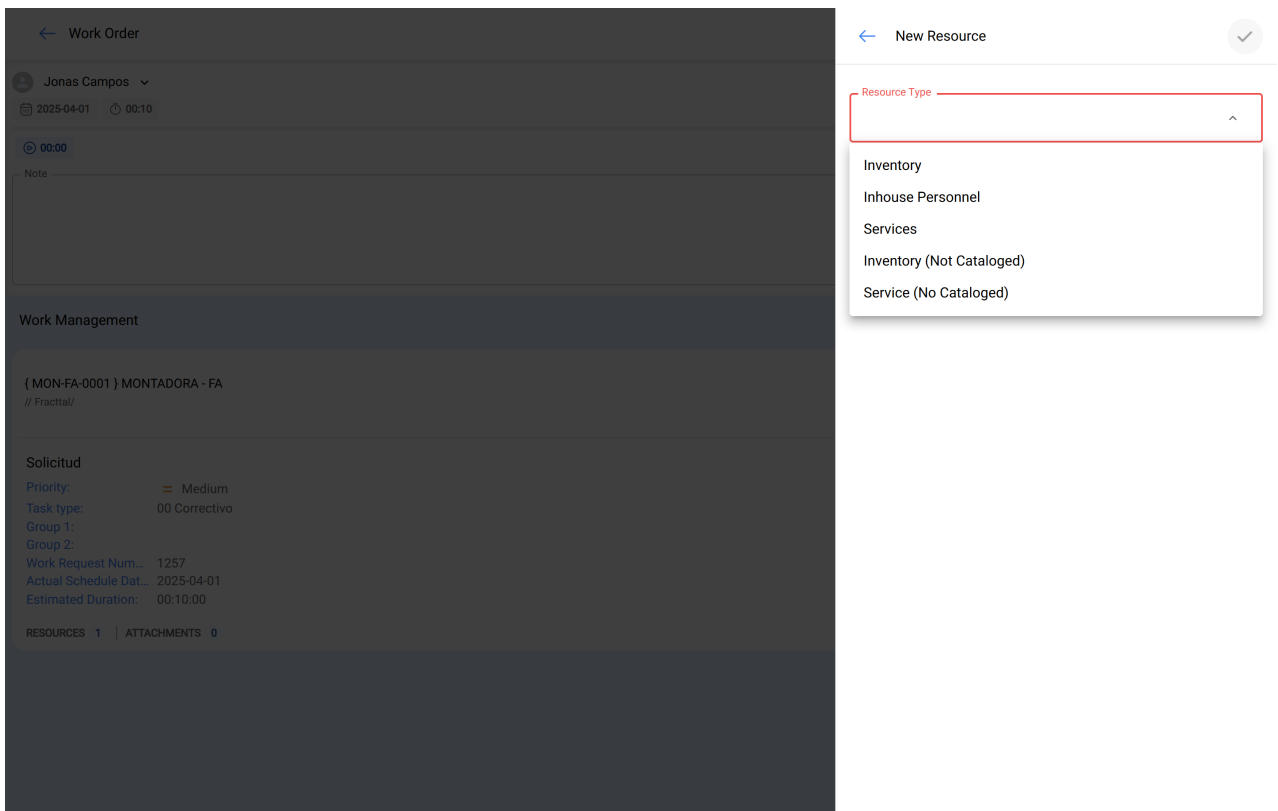 Work Order
Jonas Campos
2025-04-01 00:10
00:00
Note
Work Management
{ MON-FA-0001 } MONTADORA - FA
// Fracttal/
Solicitud
Priority: Medium
Task type: 00 Correctivo
Group 1:
Group 2:
Work Request Num... 1257
Actual Schedule Dat... 2025-04-01
Estimated Duration: 00:10:00
RESOURCES 1 ATTACHMENTS 0
New Resource
Resource Type
Inventory
Inhouse Personnel
Services
Inventory (Not Cataloged)
Service (No Cataloged)